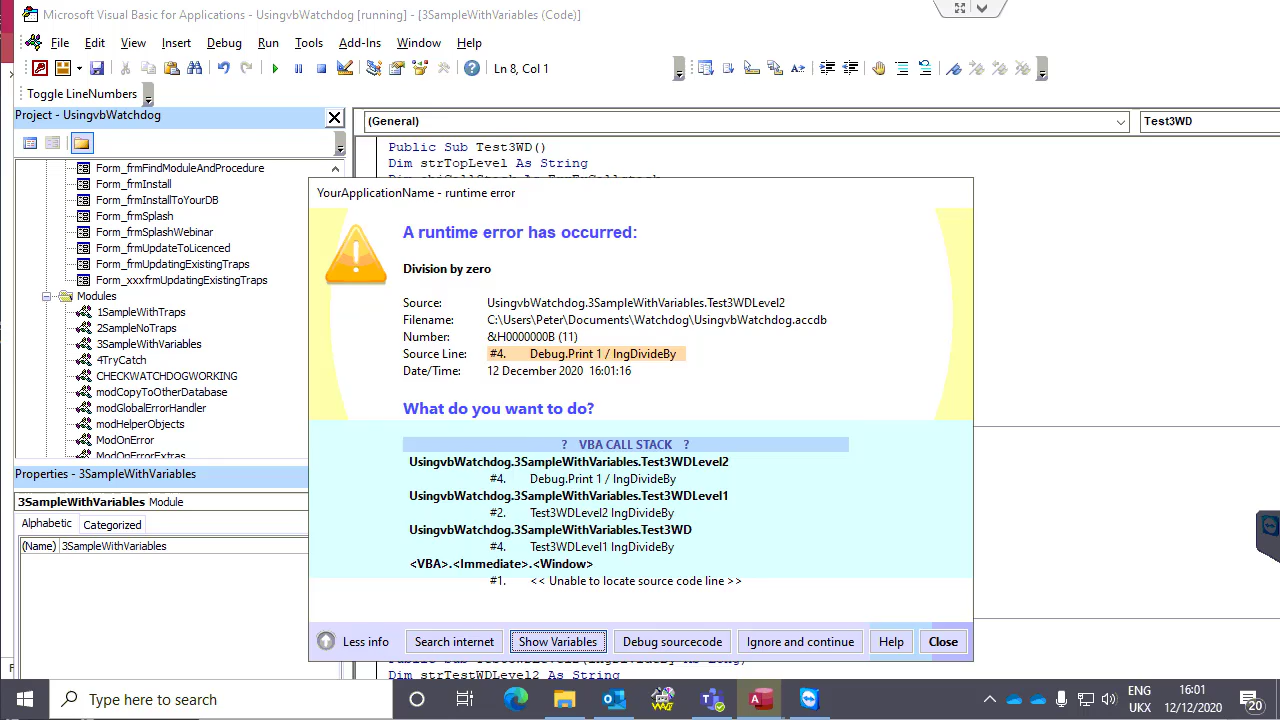 Microsoft Visual Basic for Applications - UsingvbWatchdog [running] - [3SampleWithVariables (Code)]
File Edit View Insert Debug Run Tools Add-Ins Window Help
Ln 8, Col 1
Toggle LineNumbers
Project - UsingvbWatchdog
(General)
Test3WD
Form_frmFindModuleAndProcedure
Form_frmInstall
Form_frmInstallToYourDB
Form_frmSplash
Form_frmSplashWebinar
Form_frmUpdateToLicenced
Form_frmUpdatingExistingTraps
Form_xxxfrmUpdatingExistingTraps
Modules
1SampleWithTraps
2SampleNoTraps
3SampleWithVariables
4TryCatch
CHECKWATCHDOGWORKING
modCopyToOtherDatabase
modGlobalErrorHandler
modHelperObjects
ModOnError
ModOnErrorExtras
Properties - 3SampleWithVariables
3SampleWithVariables Module
Alphabetic Categorized
(Name) 3SampleWithVariables
Public Sub Test3WD()
Dim strTopLevel As String
YourApplicationName - runtime error
A runtime error has occurred:
Division by zero
Source: UsingvbWatchdog.3SampleWithVariables.Test3WDLevel2
Filename: C:\Users\Peter\Documents\Watchdog\UsingvbWatchdog.accdb
Number: &H0000000B (11)
Source Line: #4. Debug.Print 1 / lngDivideBy
Date/Time: 12 December 2020 16:01:16
What do you want to do?
? VBA CALL STACK ?
UsingvbWatchdog.3SampleWithVariables.Test3WDLevel2
#4. Debug.Print 1 / lngDivideBy
UsingvbWatchdog.3SampleWithVariables.Test3WDLevel1
#2. Test3WDLevel2 lngDivideBy
UsingvbWatchdog.3SampleWithVariables.Test3WD
#4. Test3WDLevel1 lngDivideBy
<VBA>.<Immediate>.<Window>
#1. << Unable to locate source code line >>
Less info Search internet Show Variables Debug sourcecode Ignore and continue Help Close
Dim strTestWDLevel2 As String
Type here to search
ENG
UKX
16:01
12/12/2020
20